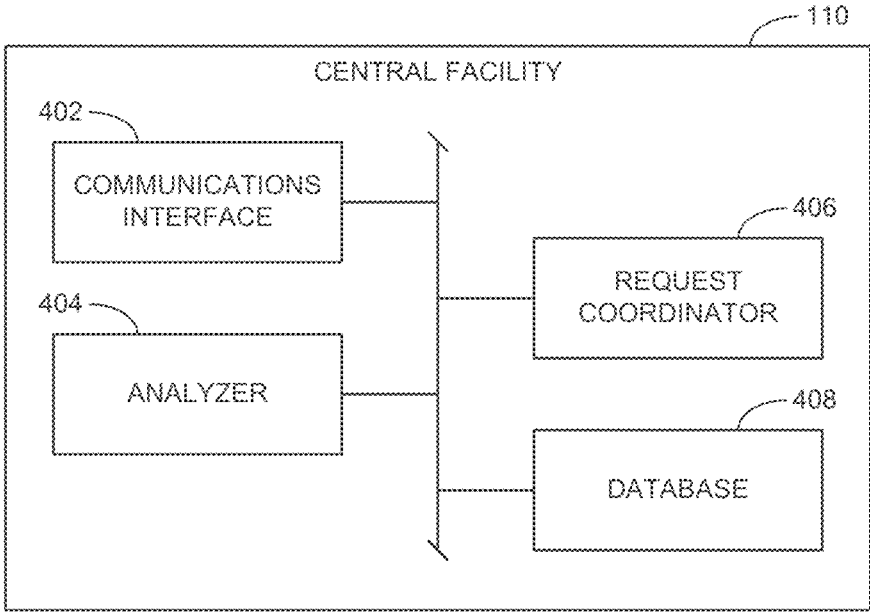 110
CENTRAL FACILITY
402
COMMUNICATIONS
INTERFACE
406
REQUEST
COORDINATOR
404
ANALYZER
408
DATABASE